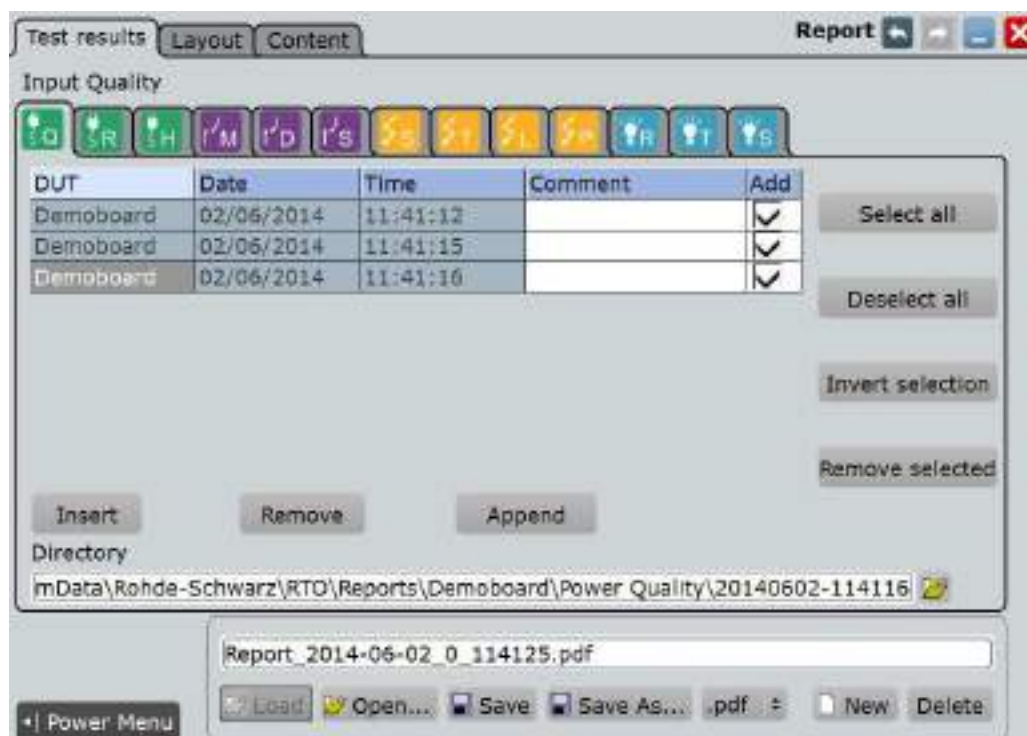 Test results Layout Content Report
Input Quality
Q R H M D S S T L P R T S
DUT Date Time Comment Add
Demoboard 02/06/2014 11:41:12
Demoboard 02/06/2014 11:41:15
Demoboard 02/06/2014 11:41:16
Select all
Deselect all
Invert selection
Remove selected
Insert Remove Append
Directory
mData\Rohde-Schwarz\RTO\Reports\Demoboard\Power Quality\20140602-114116
Report_2014-06-02_0_114125.pdf
Load Open... Save Save As... .pdf New Delete
Power Menu